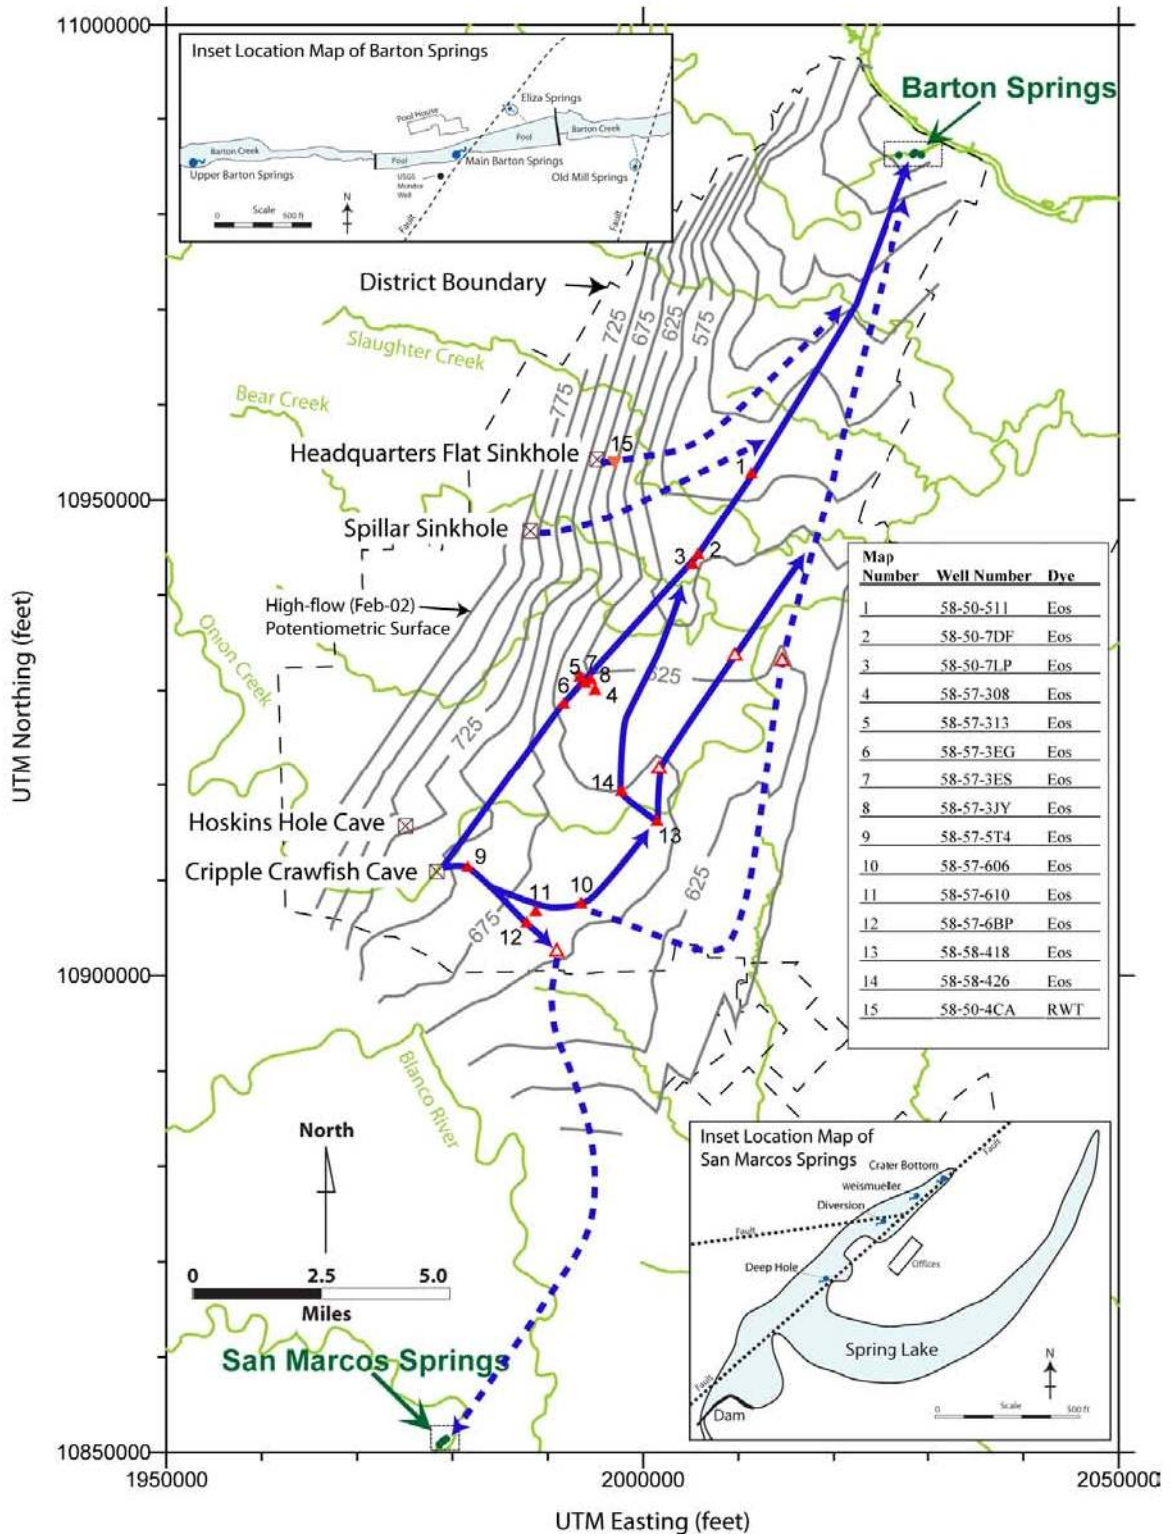 11000000
10950000
10900000
10850000
UTM Northing (feet)
1950000
2000000
2050000
UTM Easting (feet)
Inset Location Map of Barton Springs
Eliza Springs
Pool House
Barton Creek
Pool
Barton Creek
Pool
Main Barton Springs
Upper Barton Springs
USGS
Monitor
Well
Old Mill Springs
Scale
0
500 ft
N
Fault
Fault
Barton Springs
District Boundary
725
675
625
575
775
Slaughter Creek
Bear Creek
Headquarters Flat Sinkhole
15
1
Spillar Sinkhole
3
2
High-flow (Feb-02)
Potentiometric Surface
Onion Creek
5
7
8
6
4
625
725
14
13
Hoskins Hole Cave
Cripple Crawfish Cave
9
11
10
12
675
625
Map
Number Well Number Dye
1 58-50-511 Eos
2 58-50-7DF Eos
3 58-50-7LP Eos
4 58-57-308 Eos
5 58-57-313 Eos
6 58-57-3EG Eos
7 58-57-3ES Eos
8 58-57-3JY Eos
9 58-57-5T4 Eos
10 58-57-606 Eos
11 58-57-610 Eos
12 58-57-6BP Eos
13 58-58-418 Eos
14 58-58-426 Eos
15 58-50-4CA RWT
Blanco River
North
0 2.5 5.0
Miles
San Marcos Springs
Inset Location Map of
San Marcos Springs
Crater Bottom
weismueller
Diversion
Fault
Fault
Deep Hole
Offices
Spring Lake
Fault
Dam
N
Scale
0
500 ft